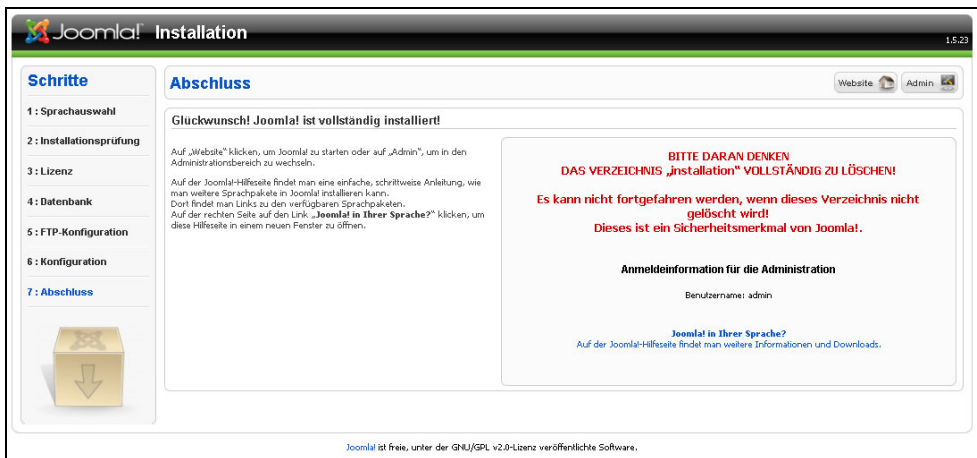 Joomla! Installation
1.5.23
Schritte
1 : Sprachauswahl
2 : Installationsprüfung
3 : Lizenz
4 : Datenbank
5 : FTP-Konfiguration
6 : Konfiguration
7 : Abschluss
Abschluss
Website
Admin
Glückwunsch! Joomla! ist vollständig installiert!
Auf „Website“ klicken, um Joomla! zu starten oder auf „Admin“, um in den
Administrationsbereich zu wechseln.
Auf der Joomla!-Hilfeseite findet man eine einfache, schrittweise Anleitung, wie
man weitere Sprachpakete in Joomla! installieren kann.
Dort findet man Links zu den verfügbaren Sprachpaketen.
Auf der rechten Seite auf den Link „Joomla! in Ihrer Sprache?“ klicken, um
diese Hilfeseite in einem neuen Fenster zu öffnen.
BITTE DARAN DENKEN
DAS VERZEICHNIS „installation“ VOLLSTÄNDIG ZU LÖSCHEN!
Es kann nicht fortgefahren werden, wenn dieses Verzeichnis nicht
gelöscht wird!
Dieses ist ein Sicherheitsmerkmal von Joomla!.
Anmeldeinformation für die Administration
Benutzername: admin
Joomla! in Ihrer Sprache?
Auf der Joomla!-Hilfeseite findet man weitere Informationen und Downloads.
Joomla! ist freie, unter der GNU/GPL v2.0-Lizenz veröffentlichte Software.